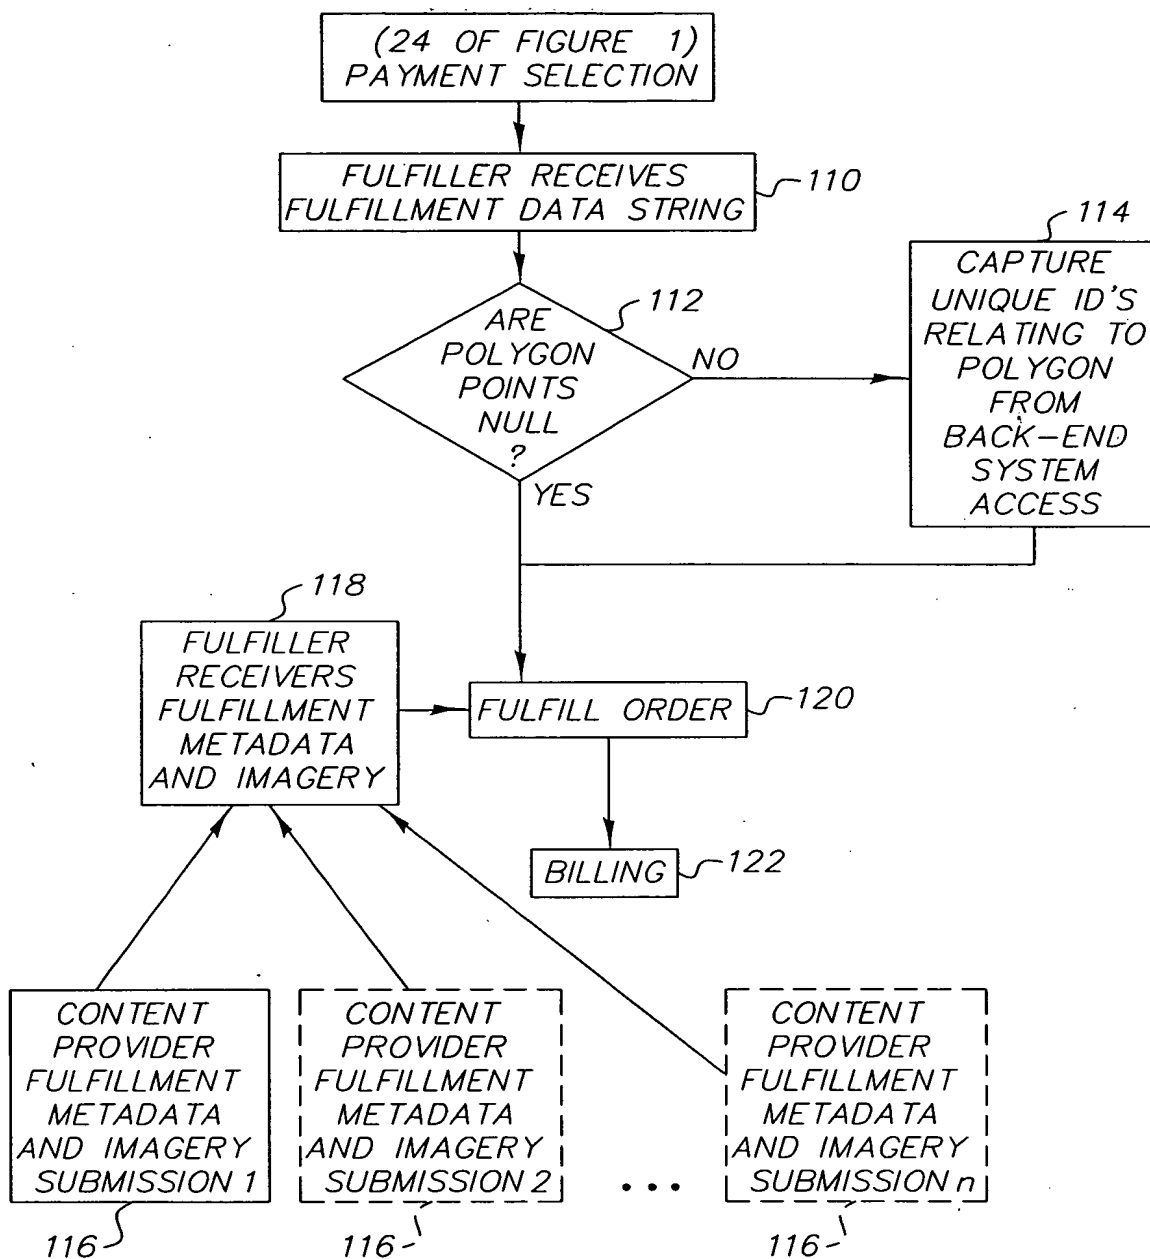 (24 OF FIGURE 1)
PAYMENT SELECTION
FULFILLER RECEIVES
FULFILLMENT DATA STRING
110
112
ARE
POLYGON
POINTS
NULL
?
NO
YES
114
CAPTURE
UNIQUE ID'S
RELATING TO
POLYGON
FROM
BACK-END
SYSTEM
ACCESS
118
FULFILLER
RECEIVERS
FULFILLMENT
METADATA
AND IMAGERY
FULFILL ORDER
120
BILLING
122
CONTENT
PROVIDER
FULFILLMENT
METADATA
AND IMAGERY
SUBMISSION 1
116
CONTENT
PROVIDER
FULFILLMENT
METADATA
AND IMAGERY
SUBMISSION 2
116
...
CONTENT
PROVIDER
FULFILLMENT
METADATA
AND IMAGERY
SUBMISSION n
116